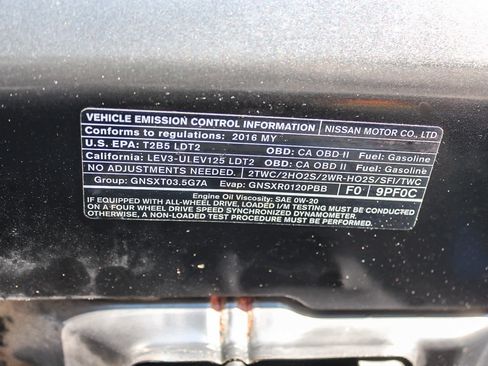 VEHICLE EMISSION CONTROL INFORMATION NISSAN MOTOR CO., LTD
Conforms to regulations: 2016 MY
U.S. EPA: T2B5 LDT2 OBD: CA OBD II Fuel: Gasoline
California: LEV3-ULEV125 LDT2 OBD: CA OBD II Fuel: Gasoline
No adjustments needed. 2TWC/2HO2S/2WR-HO2S/SFI/TWC
Group: GNSXT03.5G7A Evap: GNSXR0120PBB F0 9PF0C
Engine Oil Viscosity: SAE 0W-20
IF EQUIPPED WITH ALL-WHEEL DRIVE, LOADED I/M TESTING MUST BE CONDUCTED
ON A FOUR WHEEL DRIVE SPEED SYNCHRONIZED DYNAMOMETER.
OTHERWISE, A NON-LOADED TEST PROCEDURE MUST BE PERFORMED.